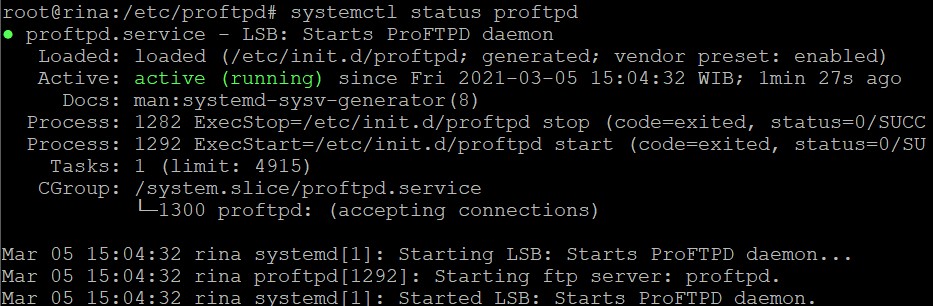 root@rina:/etc/proftpd# systemctl status proftpd
● proftpd.service - LSB: Starts ProFTPD daemon
   Loaded: loaded (/etc/init.d/proftpd; generated; vendor preset: enabled)
   Active: active (running) since Fri 2021-03-05 15:04:32 WIB; 1min 27s ago
     Docs: man:systemd-sysv-generator(8)
  Process: 1282 ExecStop=/etc/init.d/proftpd stop (code=exited, status=0/SUCC
  Process: 1292 ExecStart=/etc/init.d/proftpd start (code=exited, status=0/SU
    Tasks: 1 (limit: 4915)
   CGroup: /system.slice/proftpd.service
           └─1300 proftpd: (accepting connections)
Mar 05 15:04:32 rina systemd[1]: Starting LSB: Starts ProFTPD daemon...
Mar 05 15:04:32 rina proftpd[1292]: Starting ftp server: proftpd.
Mar 05 15:04:32 rina systemd[1]: Started LSB: Starts ProFTPD daemon.